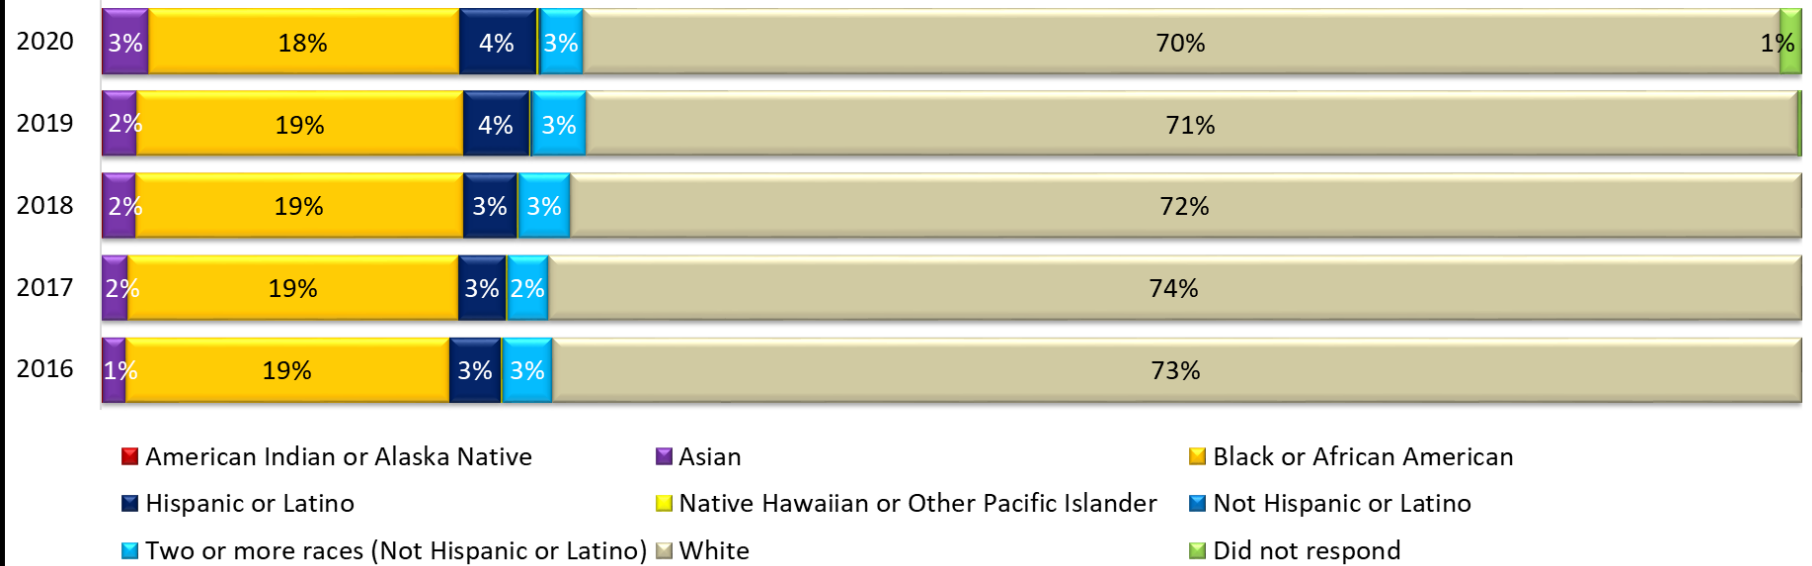 2020 3% 18% 4% 3% 70% 1%
2019 2% 19% 4% 3% 71%
2018 2% 19% 3% 3% 72%
2017 2% 19% 3% 2% 74%
2016 1% 19% 3% 3% 73%
American Indian or Alaska Native Asian Black or African American
Hispanic or Latino Native Hawaiian or Other Pacific Islander Not Hispanic or Latino
Two or more races (Not Hispanic or Latino) White Did not respond